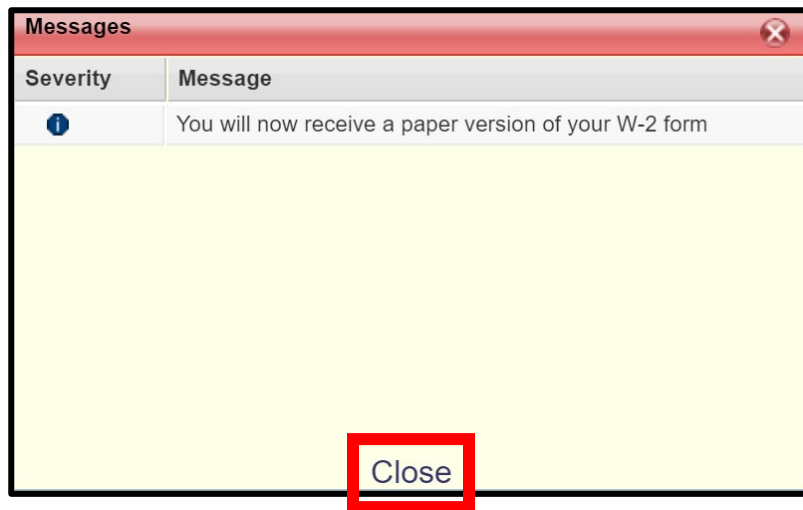 Messages
Severity Message
You will now receive a paper version of your W-2 form
Close